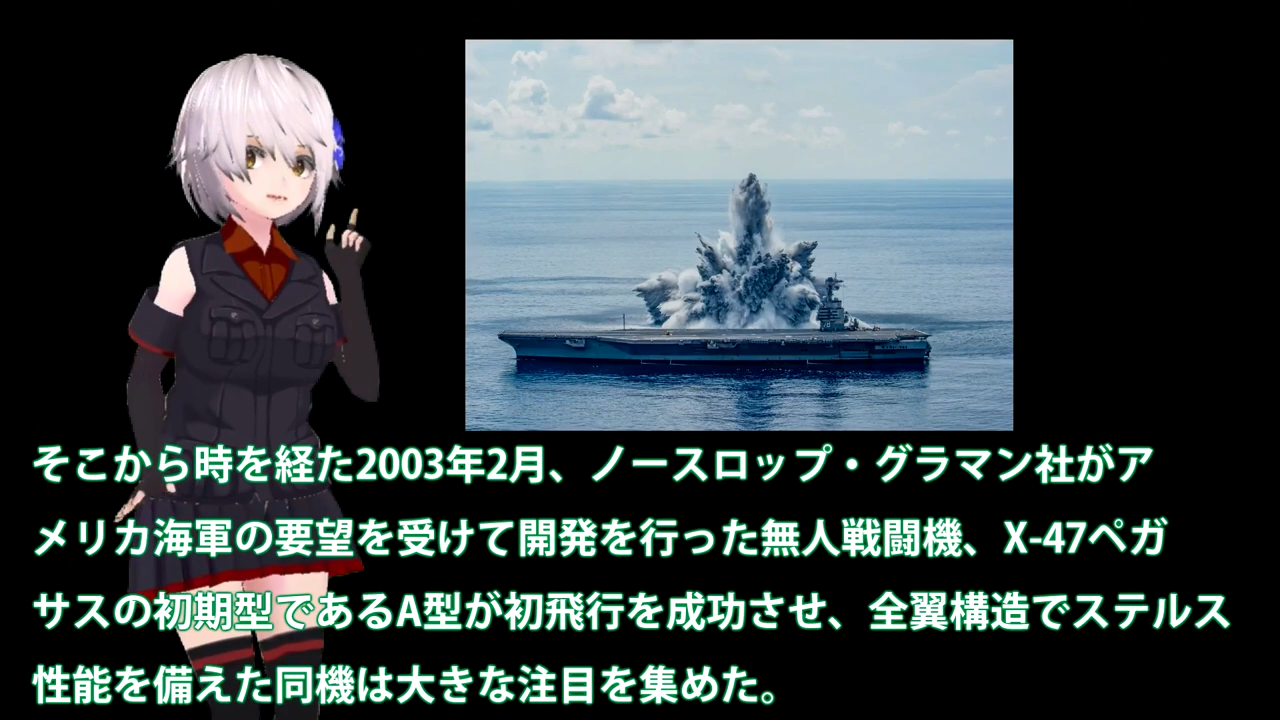 78
そこから時を経た2003年2月、ノースロップ・グラマン社がア
メリカ海軍の要望を受けて開発を行った無人戦闘機、X-47ペガ
サスの初期型であるA型が初飛行を成功させ、全翼構造でステルス
性能を備えた同機は大きな注目を集めた。